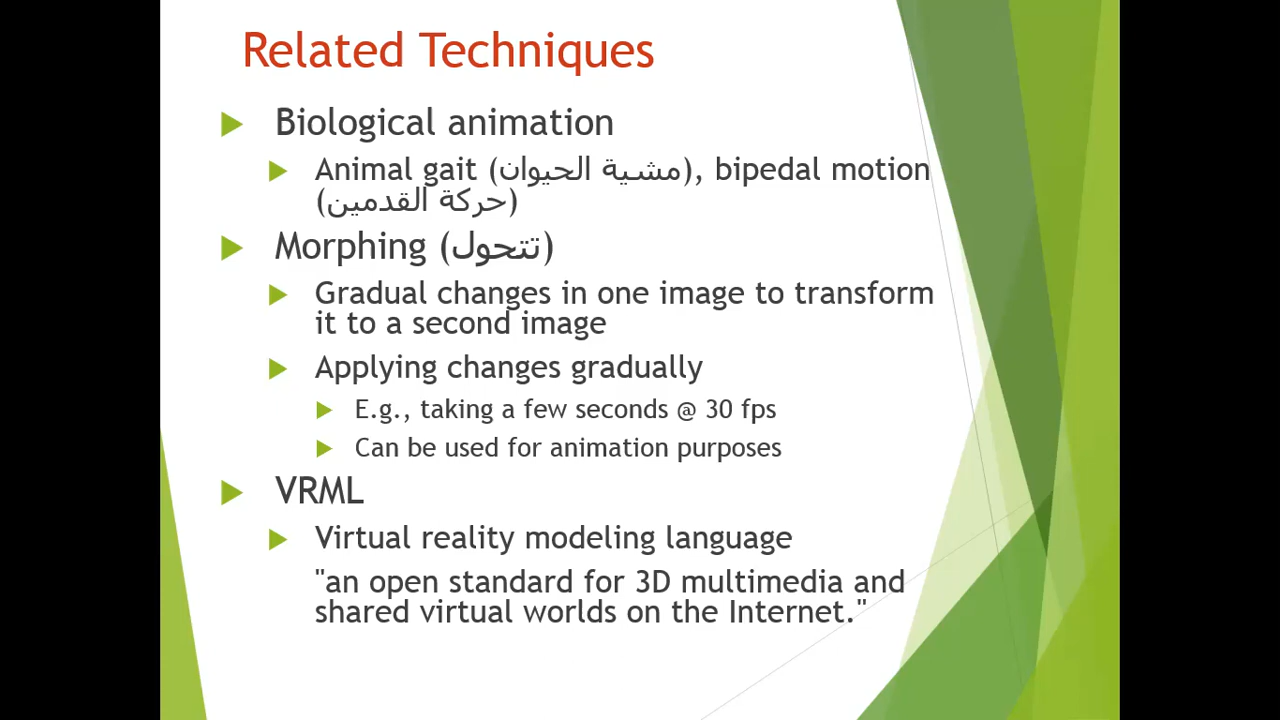 Related Techniques
Biological animation
Animal gait (مشية الحيوان), bipedal motion
(حركة القدمين)
Morphing (تتحول)
Gradual changes in one image to transform
it to a second image
Applying changes gradually
E.g., taking a few seconds @ 30 fps
Can be used for animation purposes
VRML
Virtual reality modeling language
"an open standard for 3D multimedia and
shared virtual worlds on the Internet."